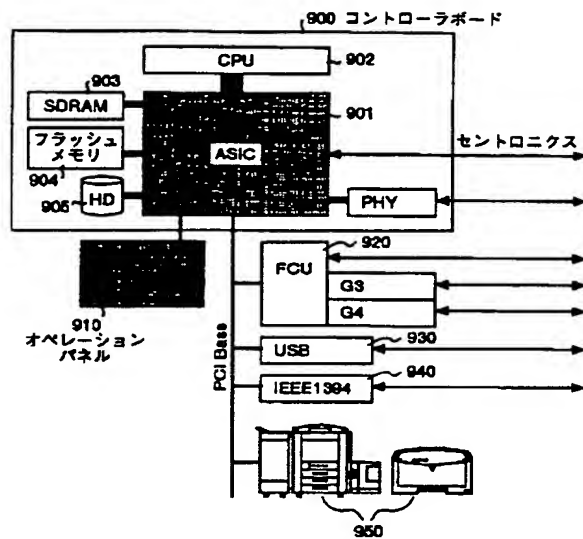 900 コントローラボード
CPU
902
903
SDRAM
901
フラッシュ
メモリ
904
ASIC
セントロニクス
905
HD
PHY
920
FCU
G3
G4
910
オペレーション
パネル
PCI Bass
930
USB
940
IEEE1394
950